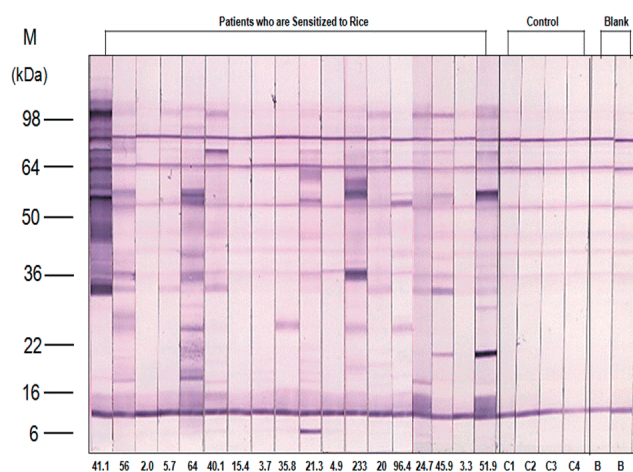 Patients who are Sensitized to Rice Control Blank
M
(kDa)
98
64
50
36
22
16
6
41.1 56 2.0 5.7 64 40.1 15.4 3.7 35.8 21.3 4.9 233 20 96.4 24.7 45.9 3.3 51.9 C1 C2 C3 C4 B B